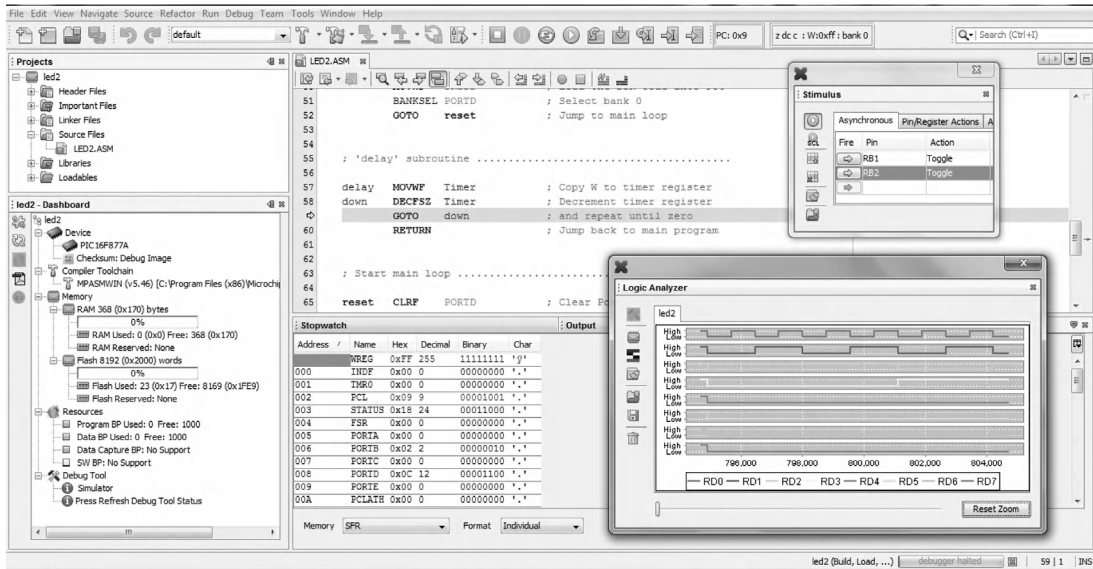 File Edit View Navigate Source Refactor Run Debug Team Tools Window Help
default
PC: 0x9
z dc c : W:0xff : bank 0
Search (Ctrl+I)
Projects
led2
Header Files
Important Files
Linker Files
Source Files
LED2.ASM
Libraries
Loadables
led2 - Dashboard
led2
Device
PIC16F877A
Checksum: Debug Image
Compiler Toolchain
MPASMWIN (v5.46) [C:\Program Files (x86)\Microchip
Memory
RAM 368 (0x170) bytes
0%
RAM Used: 0 (0x0) Free: 368 (0x170)
RAM Reserved: None
Flash 8192 (0x2000) words
0%
Flash Used: 23 (0x17) Free: 8169 (0x1FE9)
Flash Reserved: None
Resources
Program BP Used: 0 Free: 1000
Data BP Used: 0 Free: 1000
Data Capture BP: No Support
SW BP: No Support
Debug Tool
Simulator
Press Refresh Debug Tool Status
LED2.ASM
51 BANKSEL PORTD ; Select bank 0
52 GOTO reset ; Jump to main loop
53
54
55 ; 'delay' subroutine ......................................
56
57 delay MOVWF Timer ; Copy W to timer register
58 down DECFSZ Timer ; Decrement timer register
GOTO down ; and repeat until zero
60 RETURN ; Jump back to main program
61
62
63 ; Start main loop
64
65 reset CLRF PORTD ; Clear
Stopwatch
Output
Address / Name Hex Decimal Binary Char
WREG 0xFF 255 11111111 'ÿ'
000 INDF 0x00 0 00000000 '.'
001 TMR0 0x00 0 00000000 '.'
002 PCL 0x09 9 00001001 '.'
003 STATUS 0x18 24 00011000 '.'
004 FSR 0x00 0 00000000 '.'
005 PORTA 0x00 0 00000000 '.'
006 PORTB 0x02 2 00000010 '.'
007 PORTC 0x00 0 00000000 '.'
008 PORTD 0x0C 12 00001100 '.'
009 PORTE 0x00 0 00000000 '.'
00A PCLATH 0x00 0 00000000 '.'
Memory SFR Format Individual
Stimulus
Asynchronous Pin/Register Actions A
SCL
Fire Pin Action
RB1 Toggle
RB2 Toggle
Logic Analyzer
led2
High
Low
High
Low
High
Low
High
Low
High
Low
High
Low
High
Low
796,000 798,000 800,000 802,000 804,000
RD0 RD1 RD2 RD3 RD4 RD5 RD6 RD7
Reset Zoom
led2 (Build, Load, ...) debugger halted 59 | 1 INS